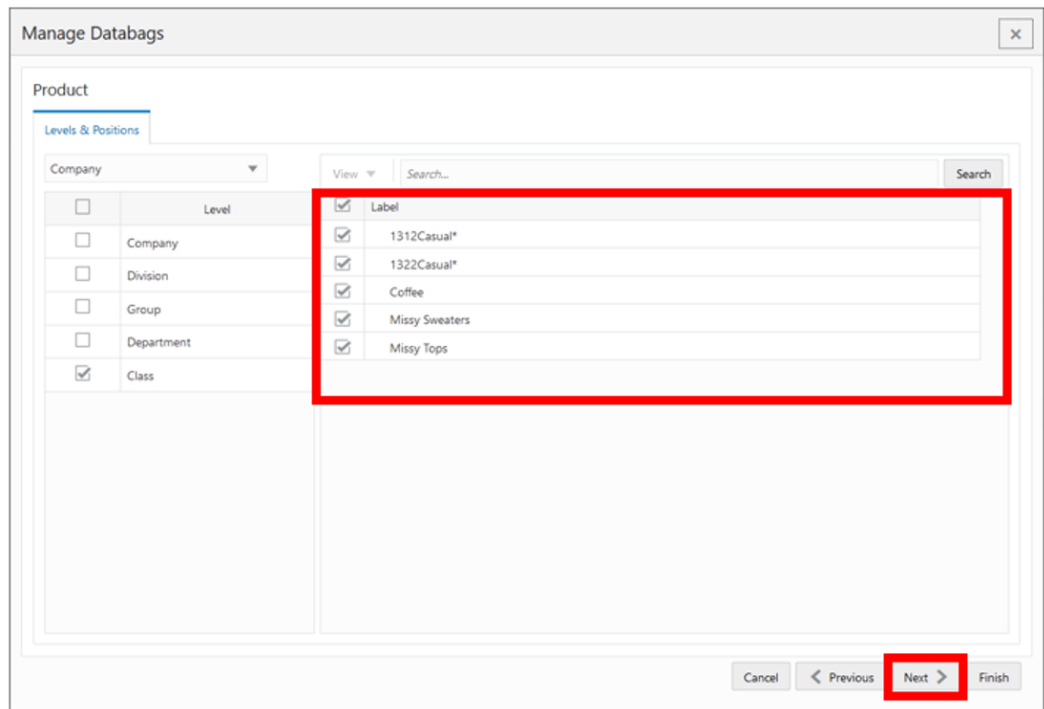 Manage Databags
Product
Levels & Positions
Company
Level
Company
Division
Group
Department
Class
View
Search...
Search
Label
1312Casual*
1322Casual*
Coffee
Missy Sweaters
Missy Tops
Cancel
Previous
Next
Finish